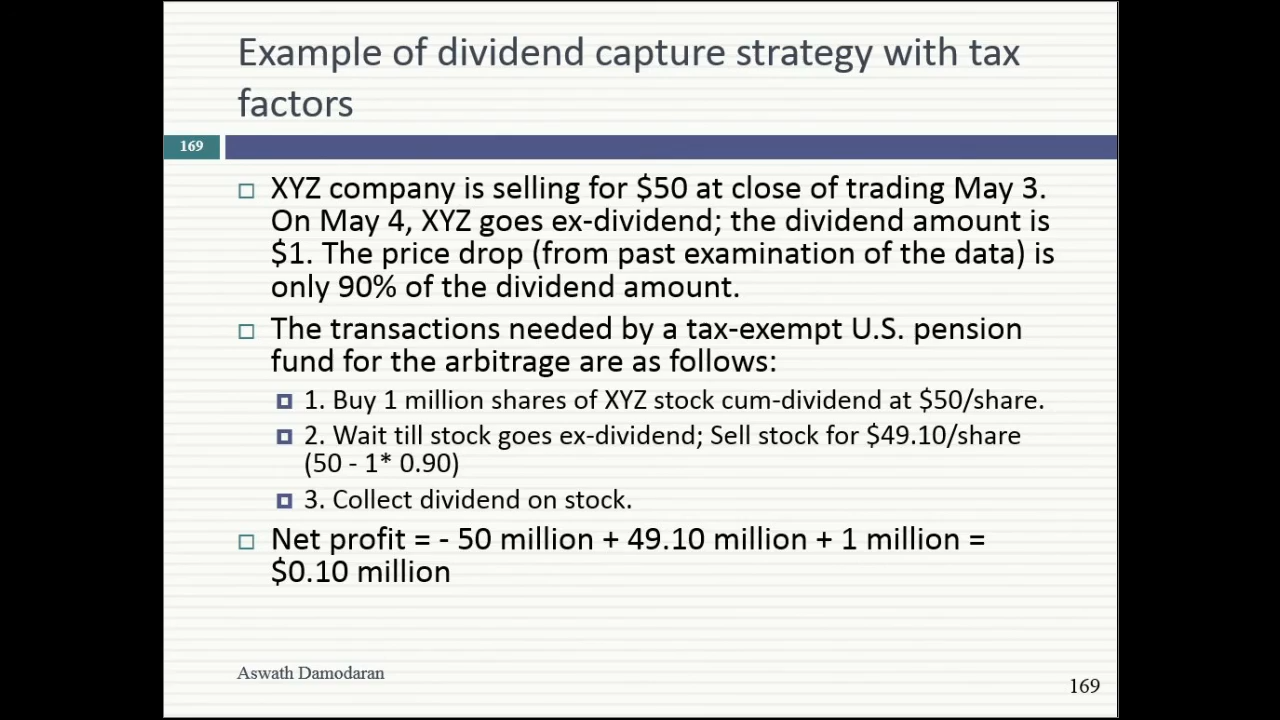 Example of dividend capture strategy with tax
factors
169
XYZ company is selling for $50 at close of trading May 3.
On May 4, XYZ goes ex-dividend; the dividend amount is
$1. The price drop (from past examination of the data) is
only 90% of the dividend amount.
The transactions needed by a tax-exempt U.S. pension
fund for the arbitrage are as follows:
1. Buy 1 million shares of XYZ stock cum-dividend at $50/share.
2. Wait till stock goes ex-dividend; Sell stock for $49.10/share
(50 - 1* 0.90)
3. Collect dividend on stock.
Net profit = - 50 million + 49.10 million + 1 million =
$0.10 million
Aswath Damodaran
169